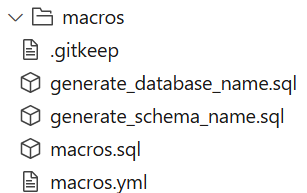 macros
.gitkeep
generate_database_name.sql
generate_schema_name.sql
macros.sql
macros.yml